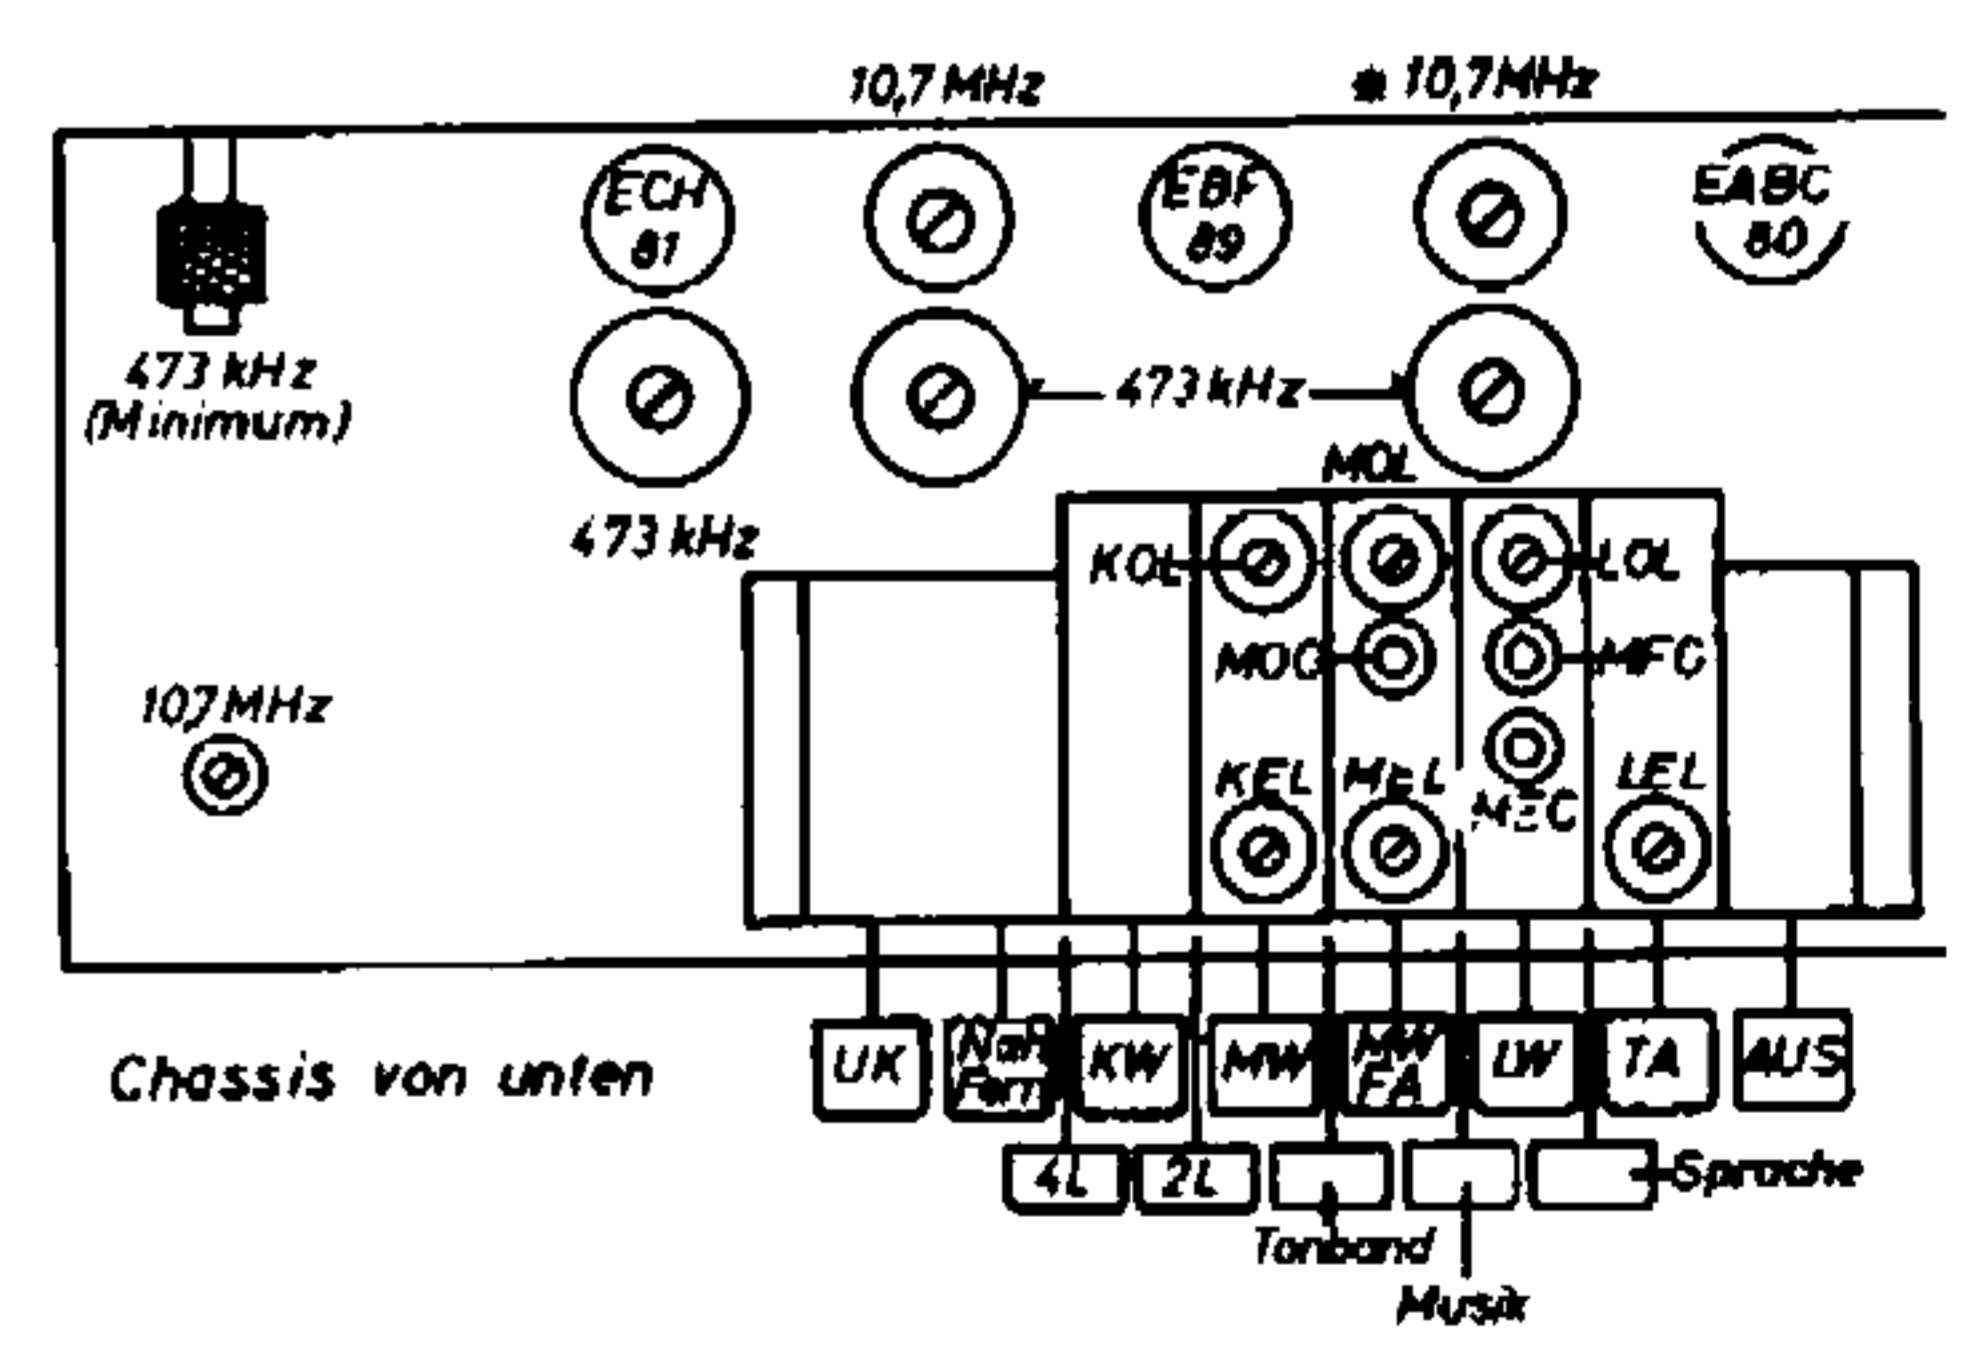 10,7 MHz
* 10,7 MHz
ECH
81
EBF
89
EABC
80
473 kHz
(Minimum)
473 kHz
473 kHz
MOL
KOL
LOL
MOC
MFC
10,7 MHz
KEL
MEL
MEC
LEL
Chassis von unten
UK
Nah
Fern
KW
MW
MW
FA
LW
TA
AUS
4L
2L
Sprache
Tonband
Musik